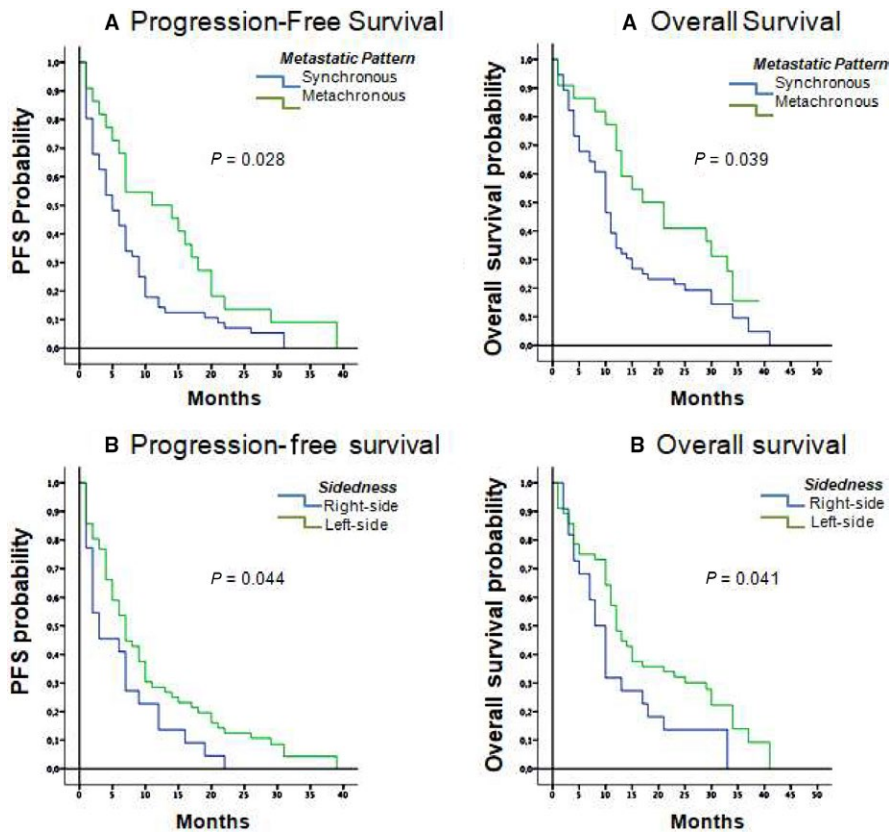 A Progression-Free Survival
Metastatic Pattern
Synchronous
Metachronous
P = 0.028
PFS Probability
1,0
0,9
0,8
0,7
0,6
0,5
0,4
0,3
0,2
0,1
0,0
0 5 10 15 20 25 30 35 40
Months
A Overall Survival
Metastatic Pattern
Synchronous
Metachronous
P = 0.039
Overall survival probability
1,0
0,9
0,8
0,7
0,6
0,5
0,4
0,3
0,2
0,1
0,0
0 5 10 15 20 25 30 35 40 45 50
Months
B Progression-free survival
Sidedness
Right-side
Left-side
P = 0.044
PFS probability
1,0
0,9
0,8
0,7
0,6
0,5
0,4
0,3
0,2
0,1
0,0
0 5 10 15 20 25 30 35 40
Months
B Overall survival
Sidedness
Right-side
Left-side
P = 0.041
Overall survival probability
1,0
0,9
0,8
0,7
0,6
0,5
0,4
0,3
0,2
0,1
0,0
0 5 10 15 20 25 30 35 40 45 50
Months